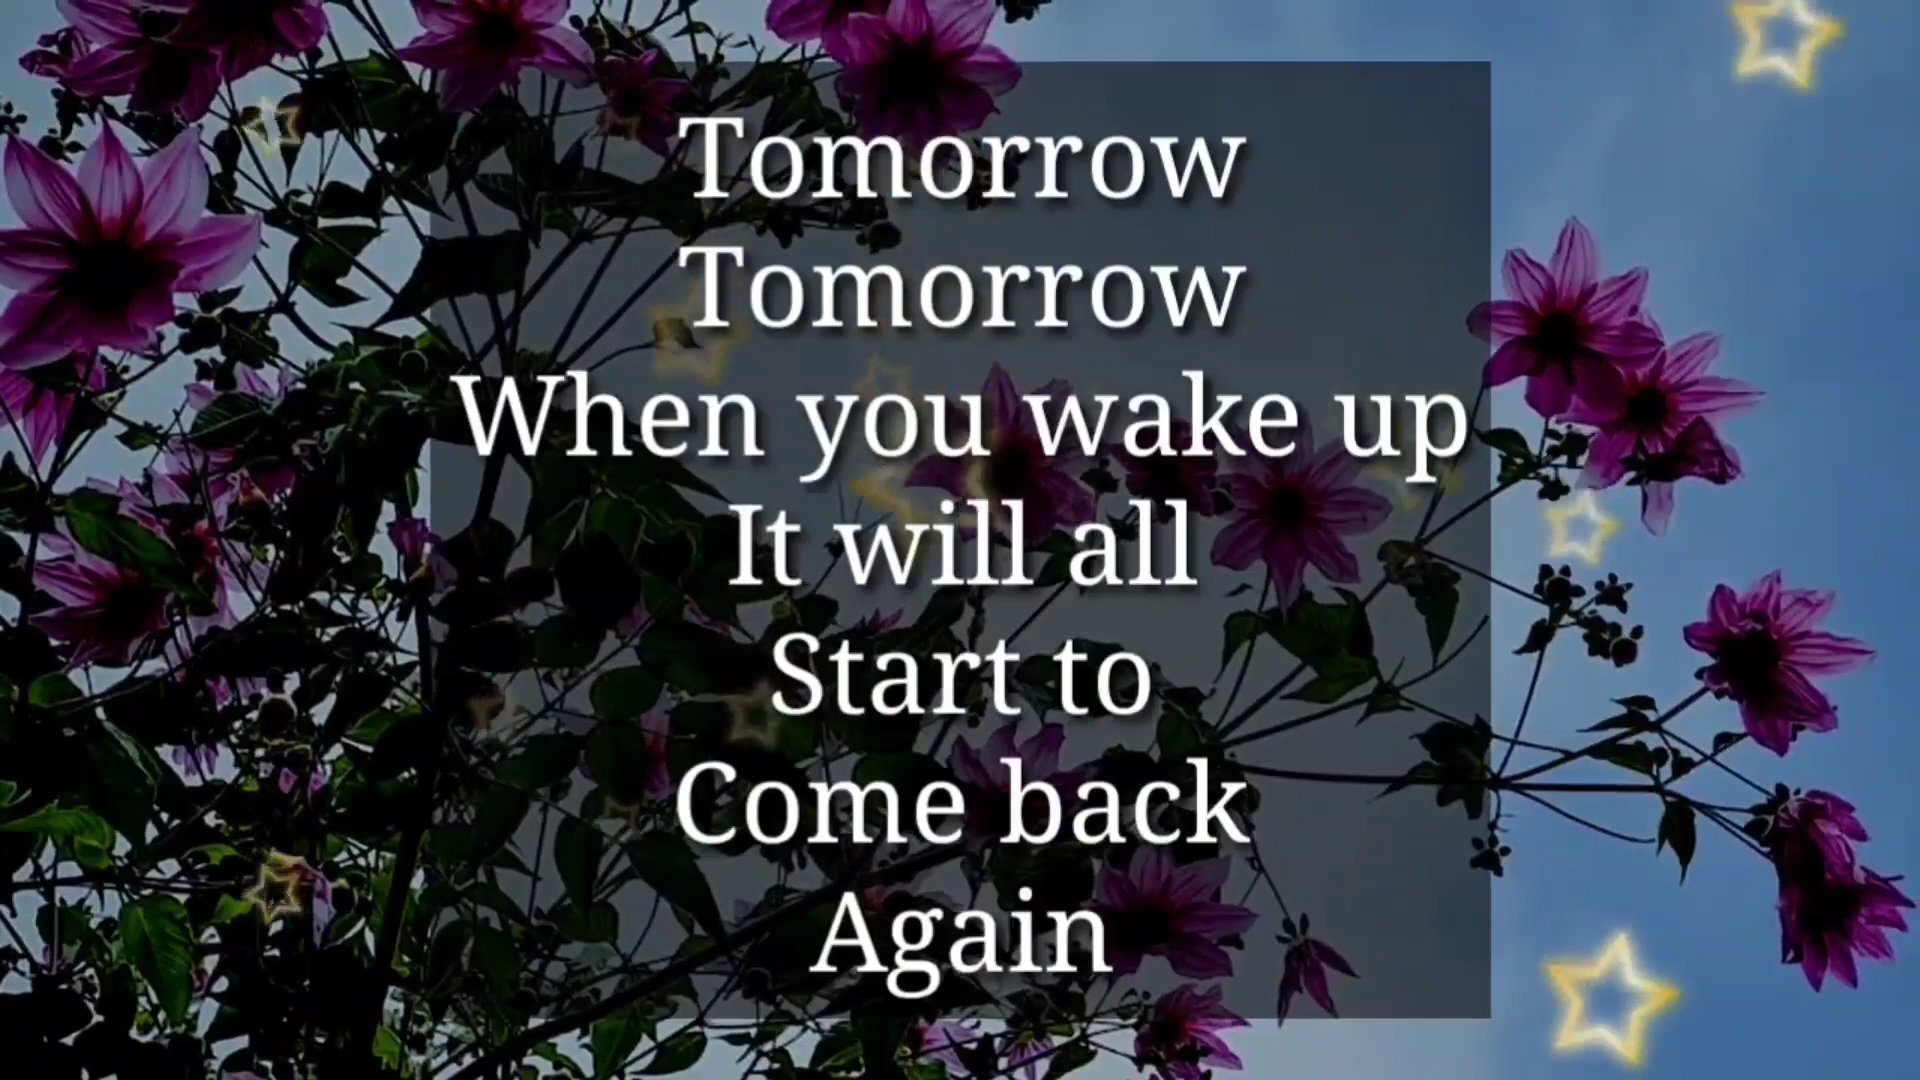 Tomorrow
Tomorrow
When you wake up
It will all
Start to
Come back
Again